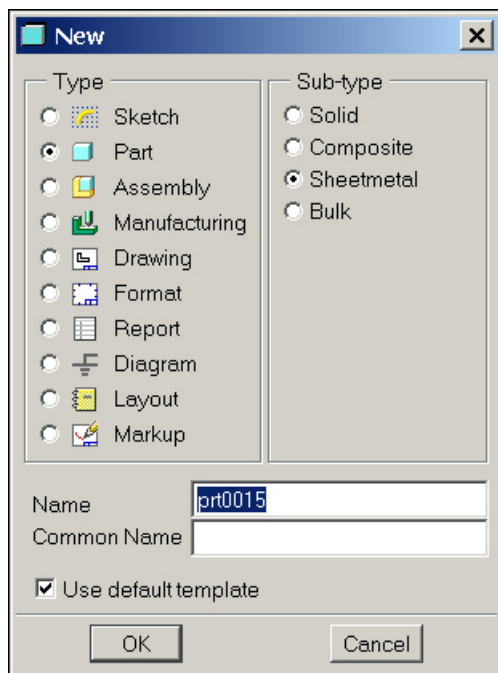 New
Type
Sketch
Part
Assembly
Manufacturing
Drawing
Format
Report
Diagram
Layout
Markup
Sub-type
Solid
Composite
Sheetmetal
Bulk
Name prt0015
Common Name
Use default template
OK Cancel